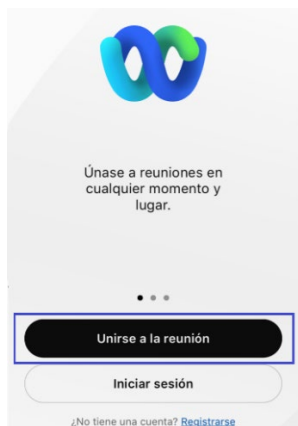 Únase a reuniones en
cualquier momento y
lugar.
Unirse a la reunión
Iniciar sesión
¿No tiene una cuenta? Registrarse